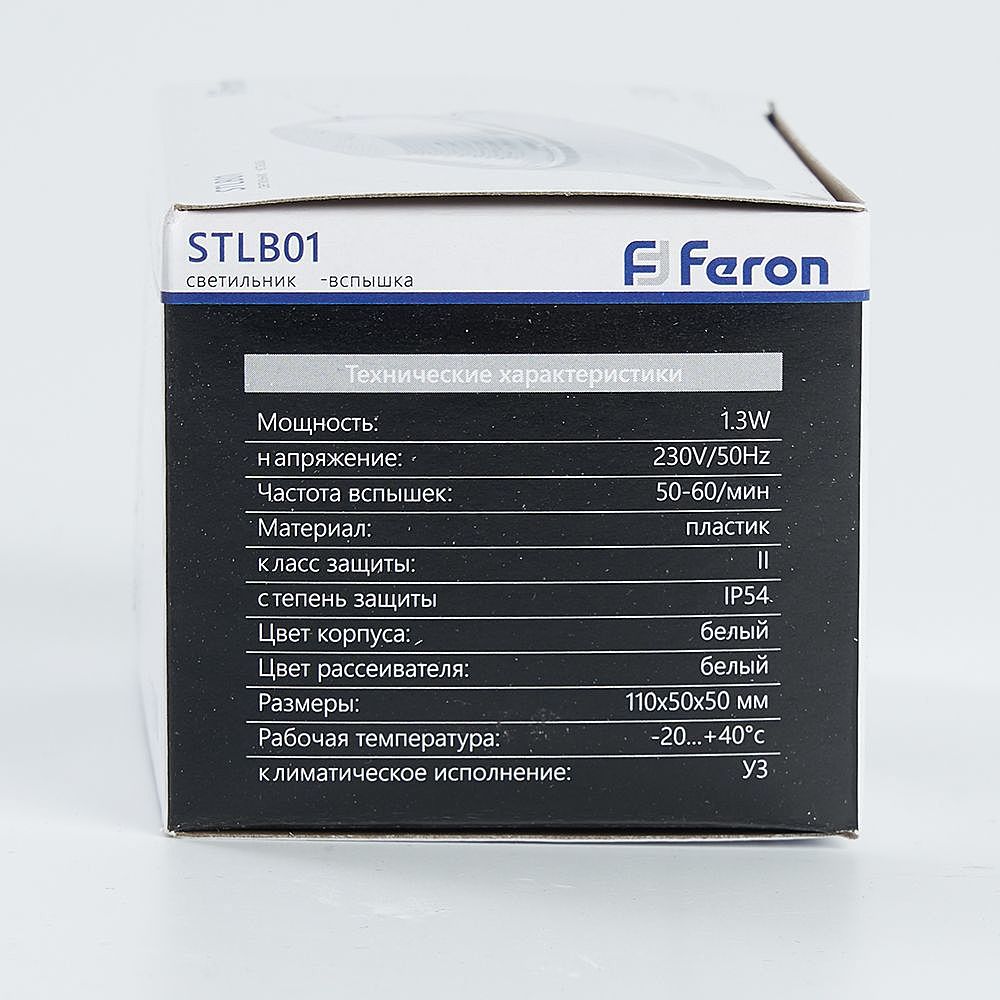 STLB01
STLB01
светильник -вспышка
Feron
Технические характеристики
Мощность: 1.3W
напряжение: 230V/50Hz
Частота вспышек: 50-60/мин
Материал: пластик
класс защиты: II
степень защиты IP54
Цвет корпуса: белый
Цвет рассеивателя: белый
Размеры: 110x50x50 мм
Рабочая температура: -20...+40°c
климатическое исполнение: У3